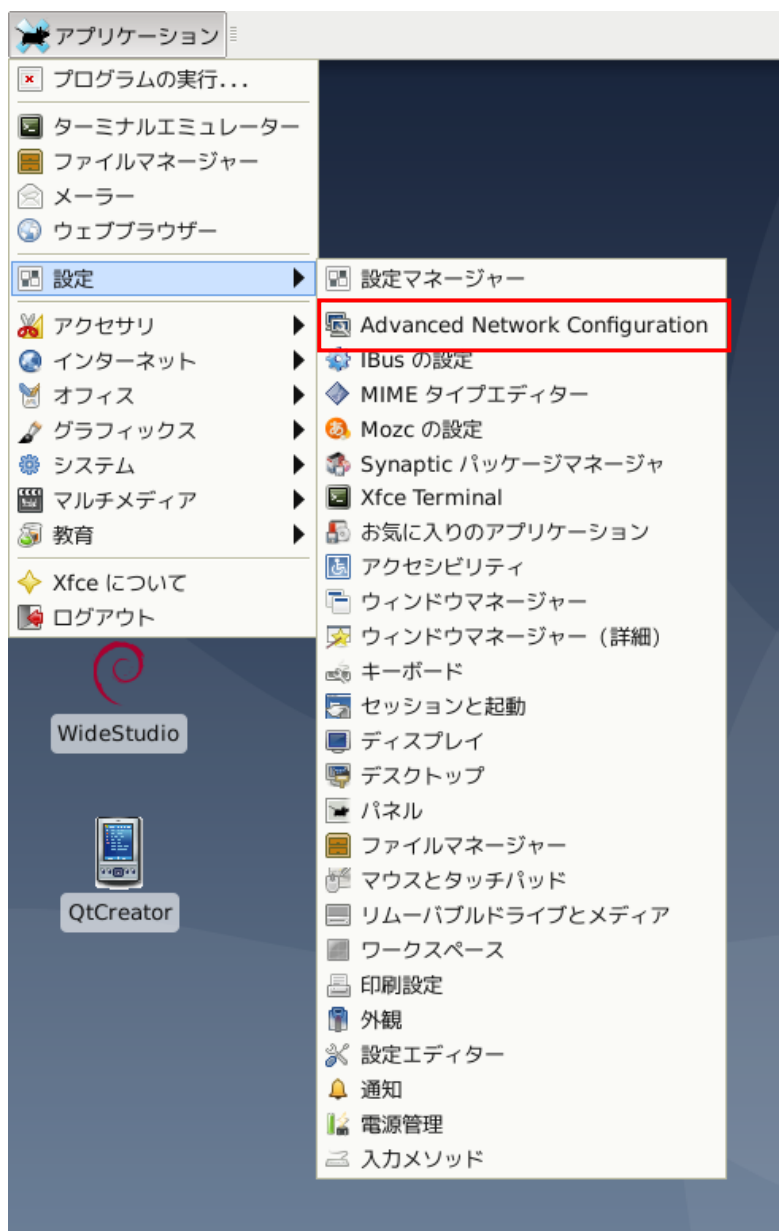 アプリケーション
プログラムの実行...
ターミナルエミュレーター
ファイルマネージャー
メーラー
ウェブブラウザー
設定
アクセサリ
インターネット
オフィス
グラフィックス
システム
マルチメディア
教育
Xfce について
ログアウト
設定マネージャー
Advanced Network Configuration
IBus の設定
MIME タイプエディター
Mozc の設定
Synaptic パッケージマネージャ
Xfce Terminal
お気に入りのアプリケーション
アクセシビリティ
ウィンドウマネージャー
ウィンドウマネージャー (詳細)
キーボード
セッションと起動
ディスプレイ
デスクトップ
パネル
ファイルマネージャー
マウスとタッチパッド
リムーバブルドライブとメディア
ワークスペース
印刷設定
外観
設定エディター
通知
電源管理
入力メソッド
WideStudio
QtCreator